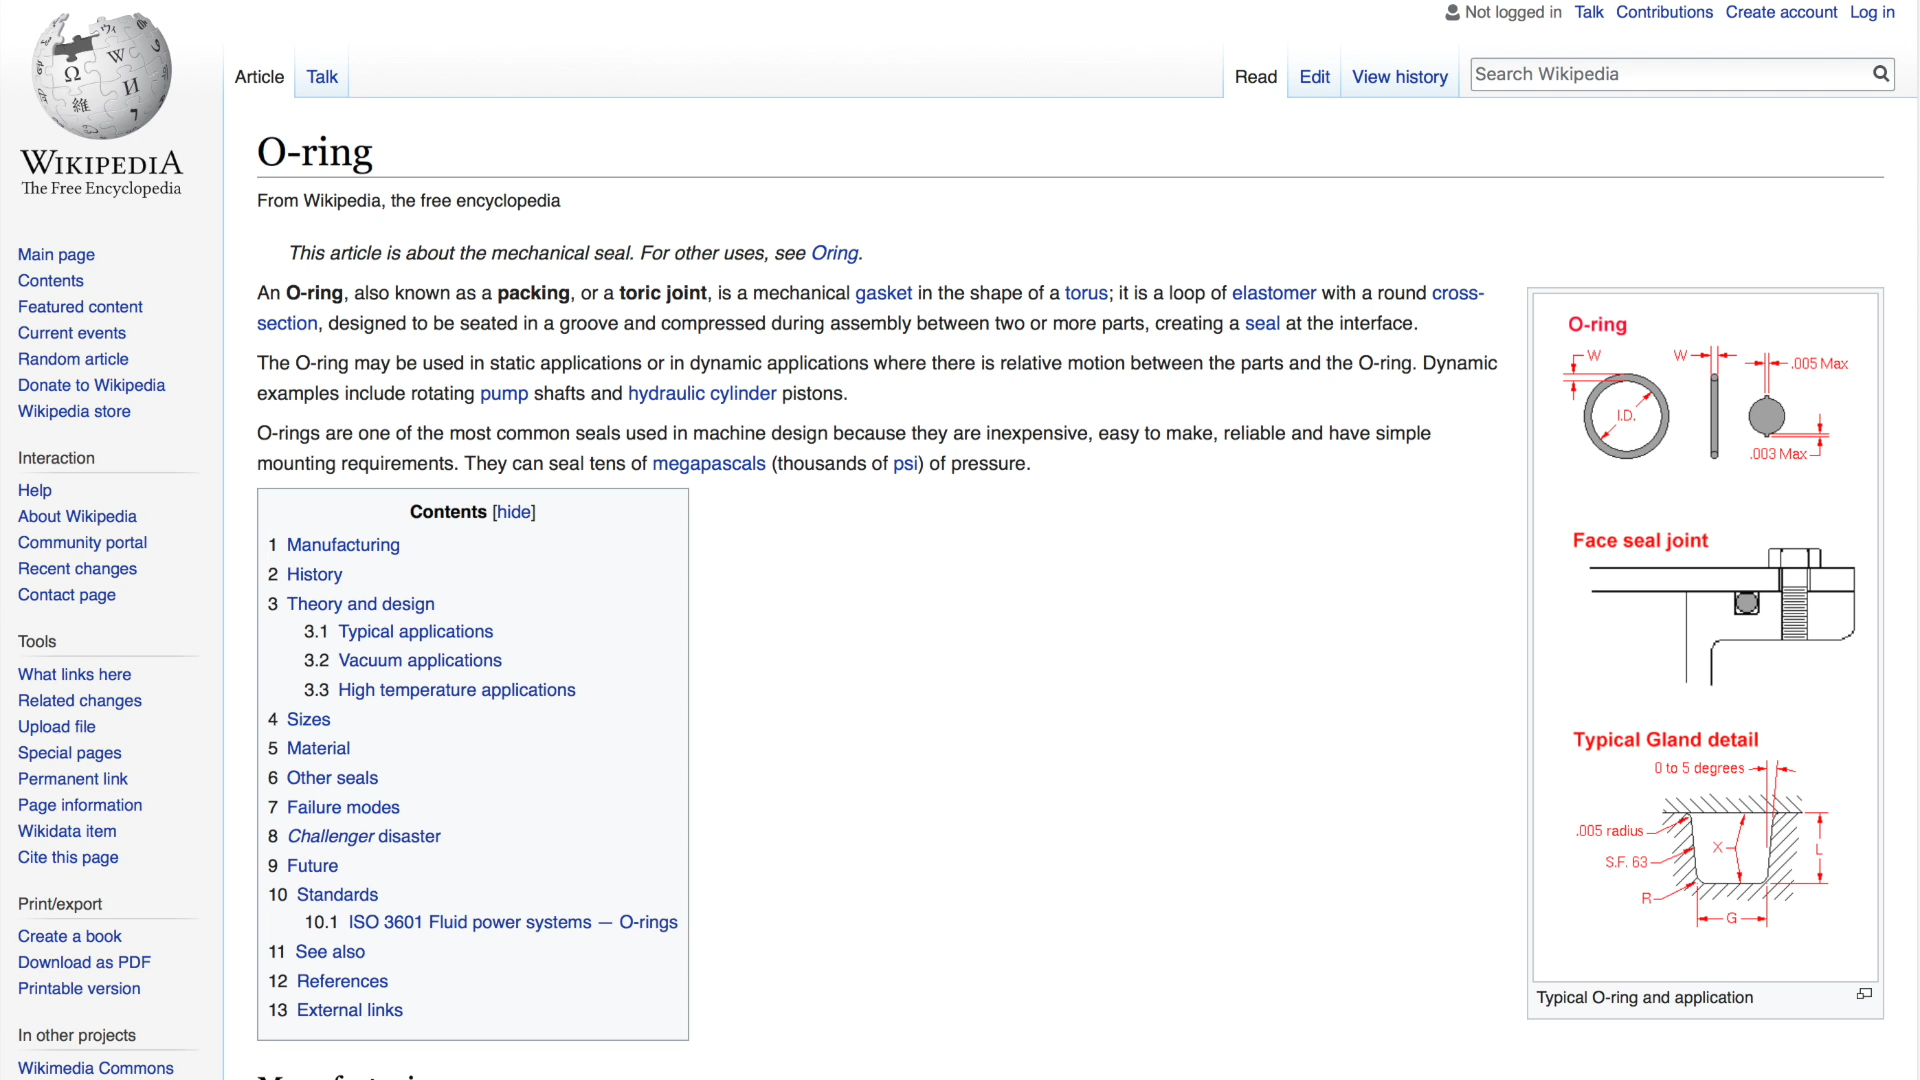 Not logged in Talk Contributions Create account Log in
Article Talk Read Edit View history Search Wikipedia
Ω W И 維 7
WIKIPEDIA
The Free Encyclopedia
Main page
Contents
Featured content
Current events
Random article
Donate to Wikipedia
Wikipedia store
Interaction
Help
About Wikipedia
Community portal
Recent changes
Contact page
Tools
What links here
Related changes
Upload file
Special pages
Permanent link
Page information
Wikidata item
Cite this page
Print/export
Create a book
Download as PDF
Printable version
In other projects
Wikimedia Commons
O-ring
From Wikipedia, the free encyclopedia
This article is about the mechanical seal. For other uses, see Oring.
An O-ring, also known as a packing, or a toric joint, is a mechanical gasket in the shape of a torus; it is a loop of elastomer with a round cross-
section, designed to be seated in a groove and compressed during assembly between two or more parts, creating a seal at the interface.
The O-ring may be used in static applications or in dynamic applications where there is relative motion between the parts and the O-ring. Dynamic
examples include rotating pump shafts and hydraulic cylinder pistons.
O-rings are one of the most common seals used in machine design because they are inexpensive, easy to make, reliable and have simple
mounting requirements. They can seal tens of megapascals (thousands of psi) of pressure.
Contents [hide]
1 Manufacturing
2 History
3 Theory and design
3.1 Typical applications
3.2 Vacuum applications
3.3 High temperature applications
4 Sizes
5 Material
6 Other seals
7 Failure modes
8 Challenger disaster
9 Future
10 Standards
10.1 ISO 3601 Fluid power systems — O-rings
11 See also
12 References
13 External links
O-ring
W W .005 Max
I.D.
.003 Max
Face seal joint
Typical Gland detail
0 to 5 degrees
.005 radius
X L
S.F. 63
R
G
Typical O-ring and application